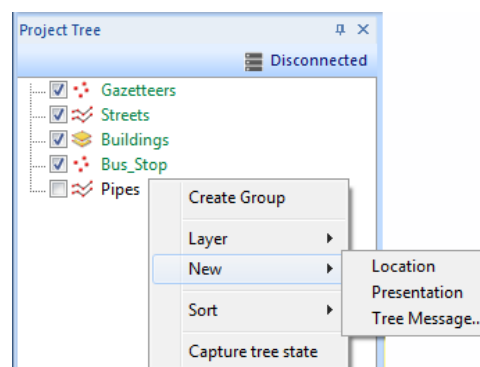 Project Tree
Disconnected
Gazetteers
Streets
Buildings
Bus_Stop
Pipes
Create Group
Layer
New
Sort
Capture tree state
Location
Presentation
Tree Message..